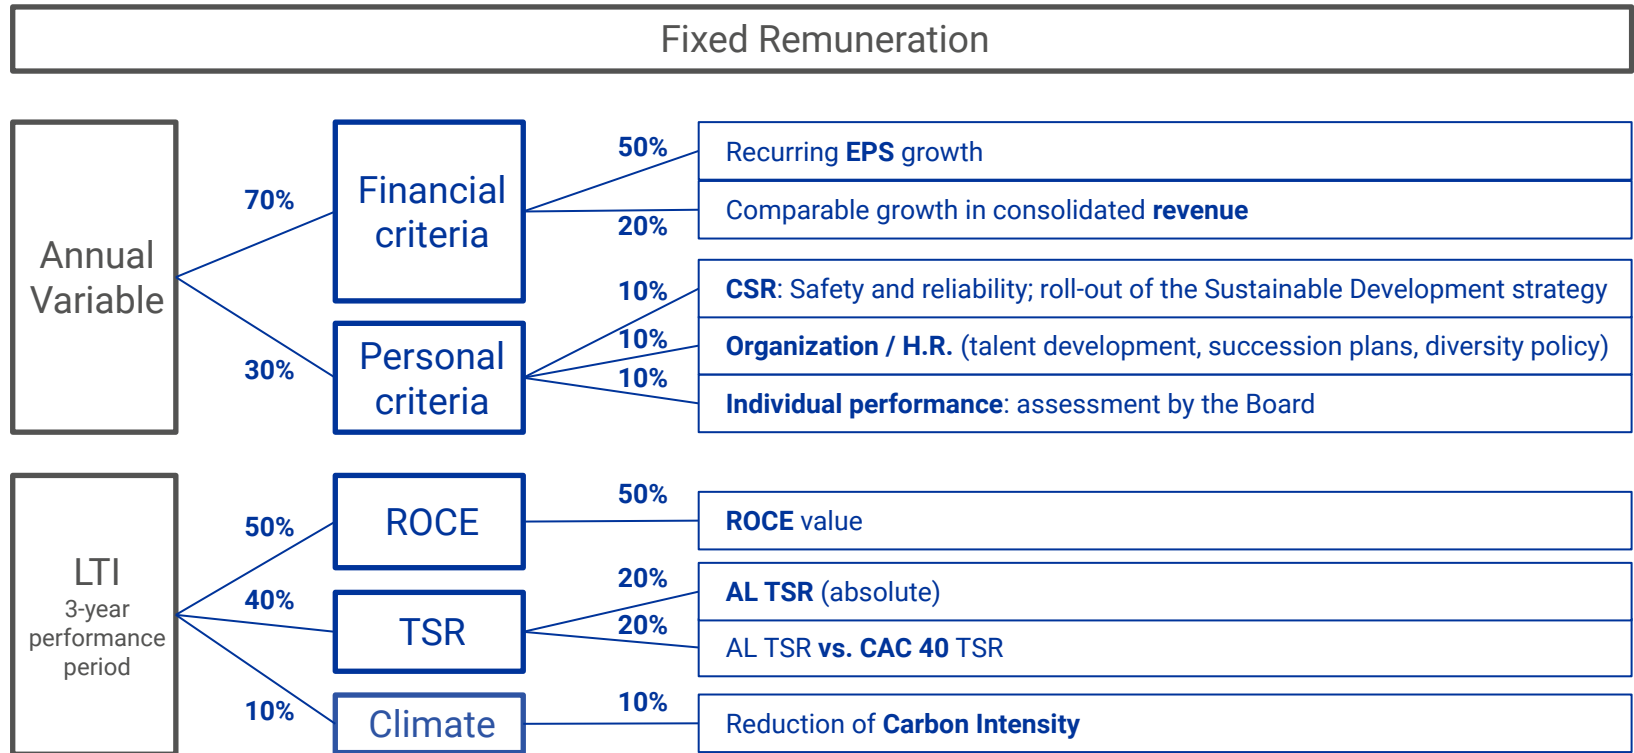 Fixed Remuneration
Annual
Variable
70%
30%
Financial
criteria
50%
20%
Recurring EPS growth
Comparable growth in consolidated revenue
Personal
criteria
10%
10%
10%
CSR: Safety and reliability; roll-out of the Sustainable Development strategy
Organization / H.R. (talent development, succession plans, diversity policy)
Individual performance: assessment by the Board
LTI
3-year
performance
period
50%
40%
10%
ROCE
50%
ROCE value
TSR
20%
20%
AL TSR (absolute)
AL TSR vs. CAC 40 TSR
Climate
10%
Reduction of Carbon Intensity